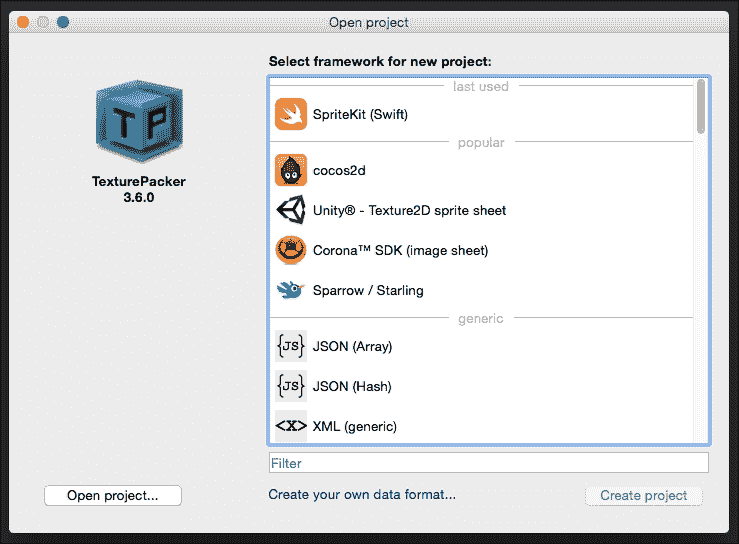 Open project
Select framework for new project:
last used
TP
SpriteKit (Swift)
popular
cocos2d
TexturePacker
3.6.0
Unity® - Texture2D sprite sheet
Corona™ SDK (image sheet)
Sparrow / Starling
generic
{JS} JSON (Array)
{JS} JSON (Hash)
<X> XML (generic)
Filter
Open project...
Create your own data format...
Create project